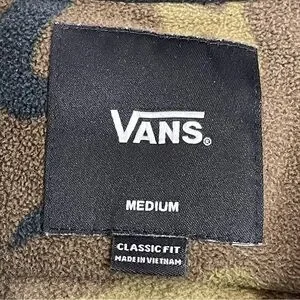 VANS®
MEDIUM
CLASSIC FIT
MADE IN VIETNAM